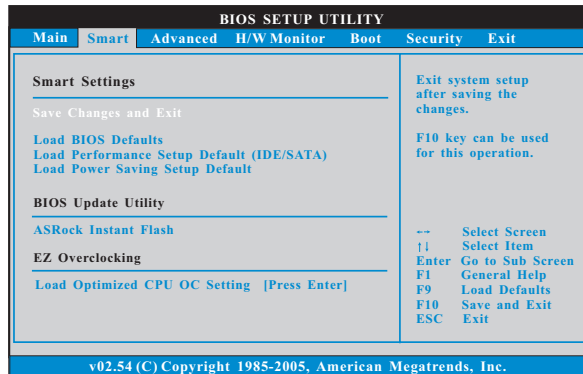 BIOS SETUP UTILITY
Main Smart Advanced H/W Monitor Boot Security Exit
Smart Settings
Save Changes and Exit
Load BIOS Defaults
Load Performance Setup Default (IDE/SATA)
Load Power Saving Setup Default
BIOS Update Utility
ASRock Instant Flash
EZ Overclocking
Load Optimized CPU OC Setting [Press Enter]
Exit system setup
after saving the
changes.
F10 key can be used
for this operation.
←→ Select Screen
↑↓ Select Item
Enter Go to Sub Screen
F1 General Help
F9 Load Defaults
F10 Save and Exit
ESC Exit
v02.54 (C) Copyright 1985-2005, American Megatrends, Inc.